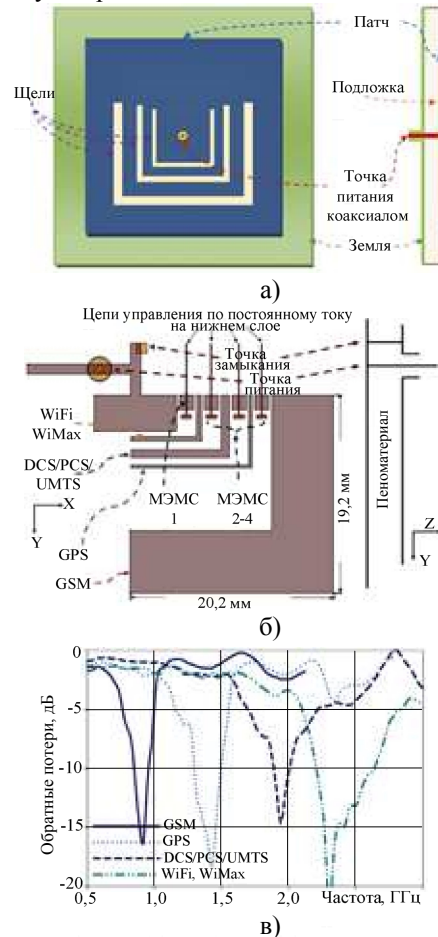 Патч
Щели
Подложка
Точка
питания
коаксиалом
Земля
а)
Цепи управления по постоянному току
на нижнем слое
Точка
замыкания
Точка
питания
WiFi
WiMax
DCS/PCS/
UMTS
X
Y
GPS
GSM
МЭМС
1
МЭМС
2-4
19,2 мм
20,2 мм
Пеноматериал
Z
Y
б)
Обратные потери, дБ
0
-5
-10
-15
-20
GSM
GPS
DCS/PCS/UMTS
WiFi, WiMax
0,5 1,0 1,5 2,0 Частота, ГГц
в)